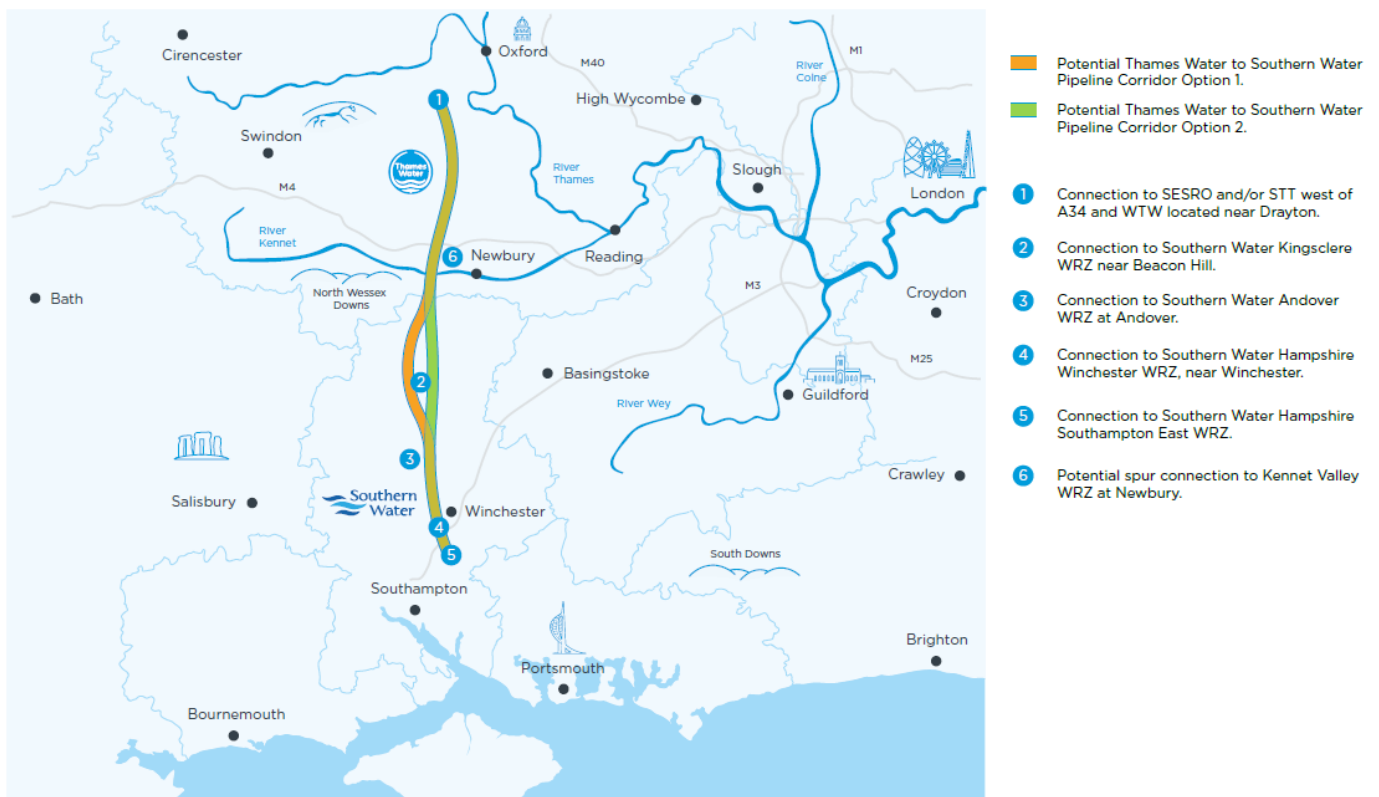 Cirencester
Oxford
M40
M1
River
Colne
High Wycombe
1
Swindon
Thames
Water
River
Thames
Slough
London
M4
River
Kennet
6
Newbury
Reading
North Wessex
Downs
Bath
M3
Croydon
M25
2
Basingstoke
River Wey
Guildford
3
Crawley
Salisbury
Southern
Water
Winchester
4
5
South Downs
Southampton
Brighton
Portsmouth
Bournemouth
Potential Thames Water to Southern Water
Pipeline Corridor Option 1.
Potential Thames Water to Southern Water
Pipeline Corridor Option 2.
1 Connection to SESRO and/or STT west of
A34 and WTW located near Drayton.
2 Connection to Southern Water Kingsclere
WRZ near Beacon Hill.
3 Connection to Southern Water Andover
WRZ at Andover.
4 Connection to Southern Water Hampshire
Winchester WRZ, near Winchester.
5 Connection to Southern Water Hampshire
Southampton East WRZ.
6 Potential spur connection to Kennet Valley
WRZ at Newbury.